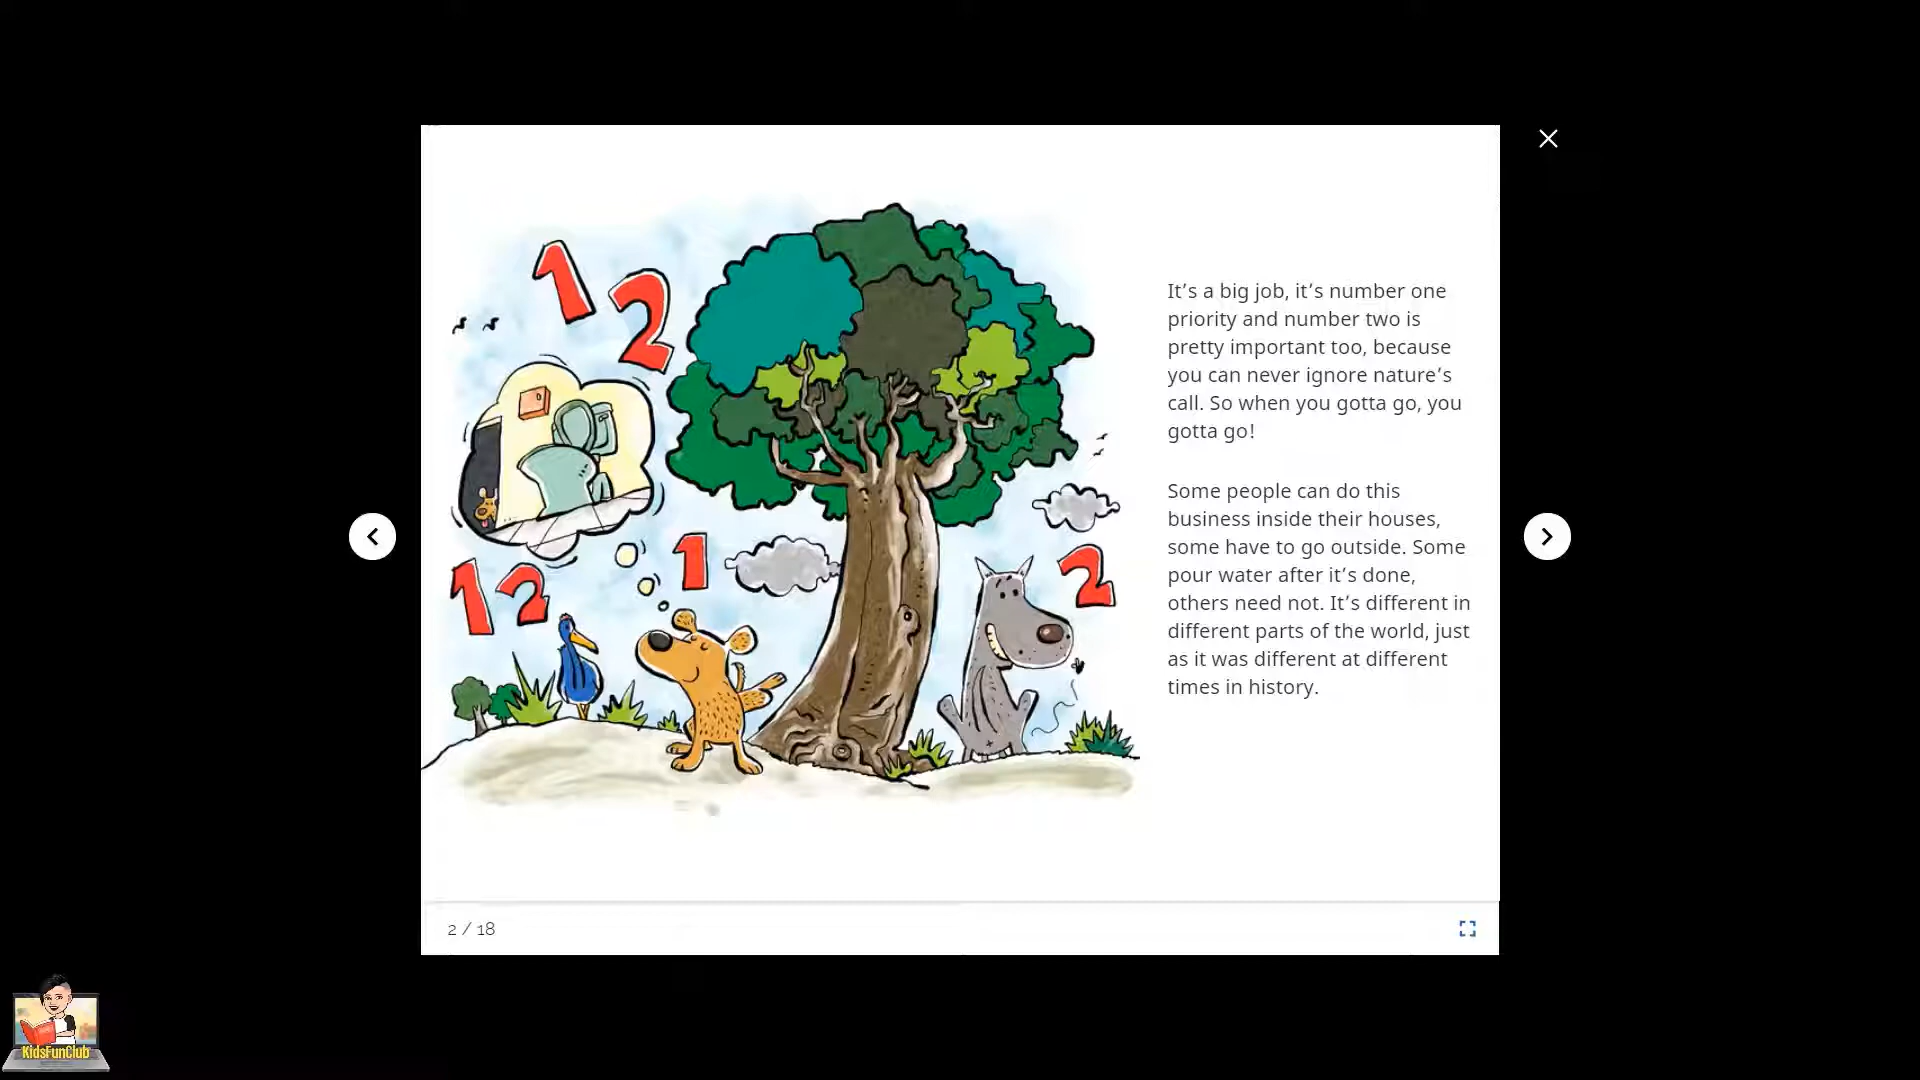 1
2
1
2
1
2
It’s a big job, it’s number one
priority and number two is
pretty important too, because
you can never ignore nature’s
call. So when you gotta go, you
gotta go!
Some people can do this
business inside their houses,
some have to go outside. Some
pour water after it’s done,
others need not. It’s different in
different parts of the world, just
as it was different at different
times in history.
2 / 18
KidsFunClub